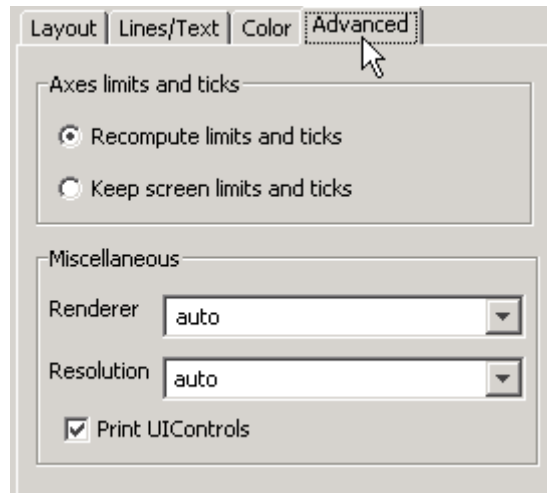 Layout Lines/Text Color Advanced
Axes limits and ticks
Recompute limits and ticks
Keep screen limits and ticks
Miscellaneous
Renderer auto
Resolution auto
Print UIControls